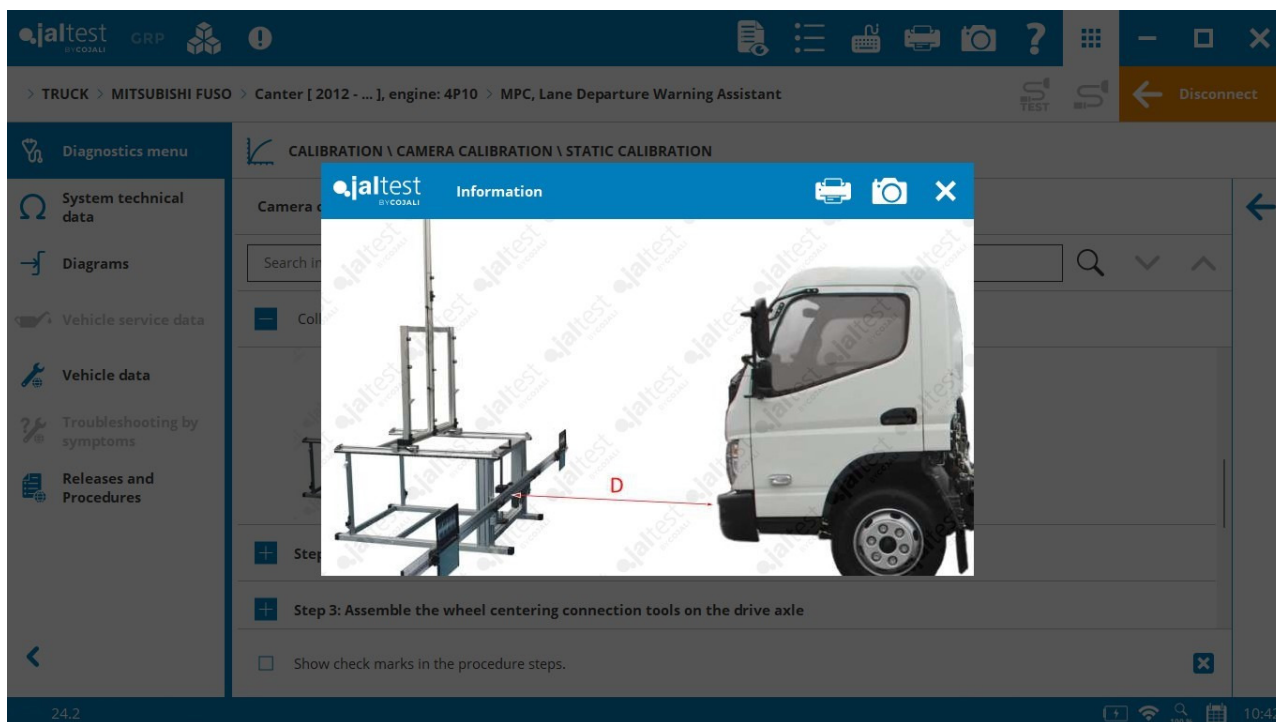 jaltest
BY COJALI
GRP
> TRUCK > MITSUBISHI FUSO > Canter [ 2012 - ... ], engine: 4P10 > MPC, Lane Departure Warning Assistant
TEST
Disconnect
Diagnostics menu
CALIBRATION \ CAMERA CALIBRATION \ STATIC CALIBRATION
jaltest
BY COJALI
Information
System technical
data
Camera c
Diagrams
Search in
Vehicle service data
Coll
Vehicle data
Troubleshooting by
symptoms
Releases and
Procedures
D
Step
Step 3: Assemble the wheel centering connection tools on the drive axle
Show check marks in the procedure steps.
24.2
10:42